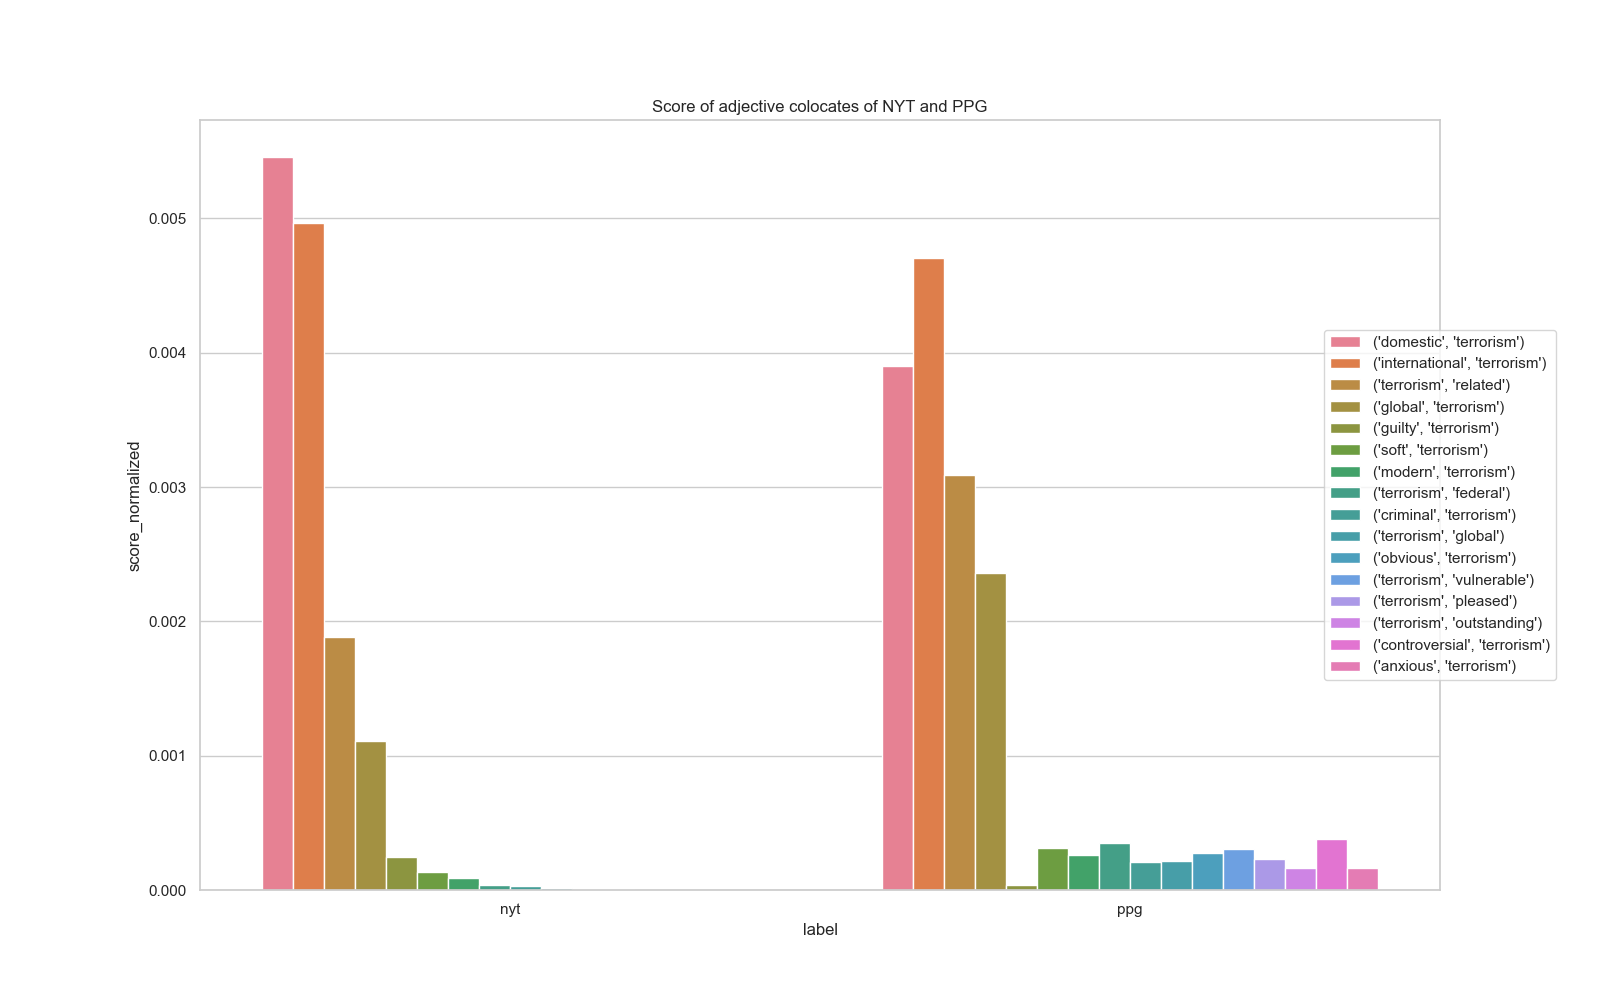 Score of adjective colocates of NYT and PPG
0.005
0.004
0.003
0.002
0.001
0.000
score_normalized
nyt
ppg
label
('domestic', 'terrorism')
('international', 'terrorism')
('terrorism', 'related')
('global', 'terrorism')
('guilty', 'terrorism')
('soft', 'terrorism')
('modern', 'terrorism')
('terrorism', 'federal')
('criminal', 'terrorism')
('terrorism', 'global')
('obvious', 'terrorism')
('terrorism', 'vulnerable')
('terrorism', 'pleased')
('terrorism', 'outstanding')
('controversial', 'terrorism')
('anxious', 'terrorism')